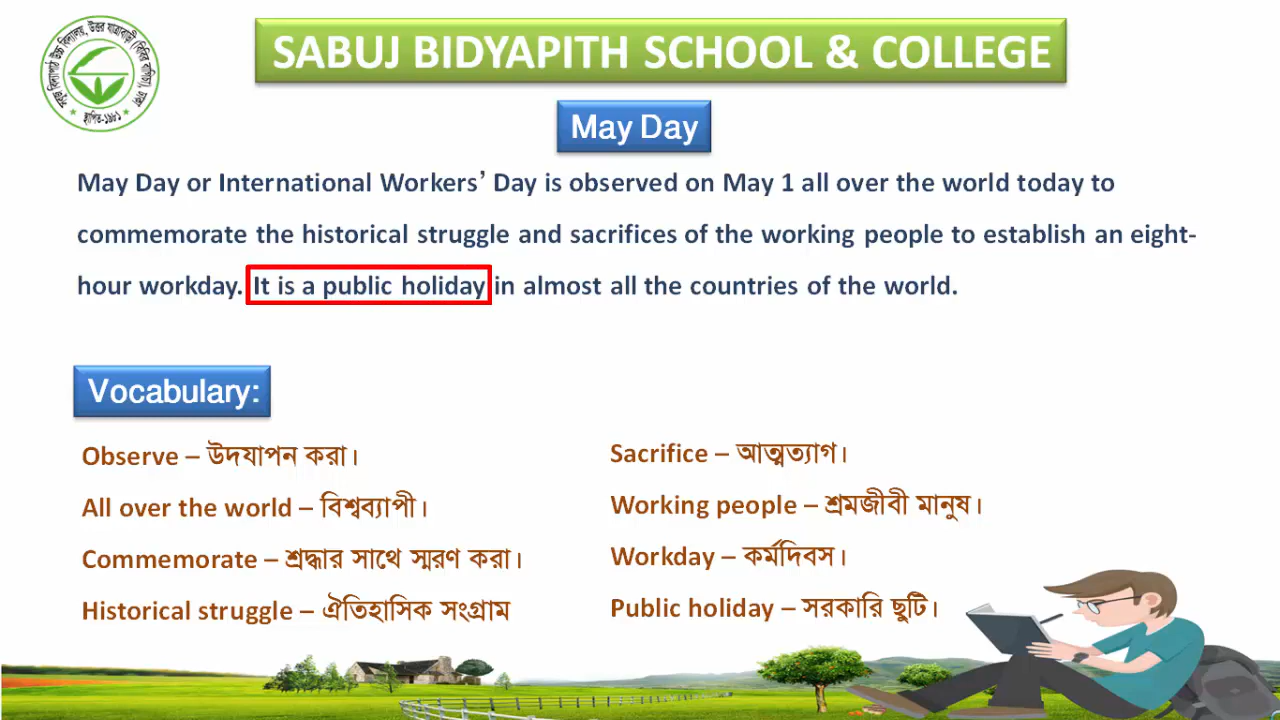 SABUJ BIDYAPITH SCHOOL & COLLEGE
May Day
May Day or International Workers’ Day is observed on May 1 all over the world today to
commemorate the historical struggle and sacrifices of the working people to establish an eight-
hour workday. It is a public holiday in almost all the countries of the world.
Vocabulary:
Observe – উদযাপন করা।
All over the world – বিশ্বব্যাপী।
Commemorate – শ্রদ্ধার সাথে স্মরণ করা।
Historical struggle – ঐতিহাসিক সংগ্রাম
Sacrifice – আত্মত্যাগ।
Working people – শ্রমজীবী মানুষ।
Workday – কর্মদিবস।
Public holiday – সরকারি ছুটি।
স্থাপিত-১৯৮১